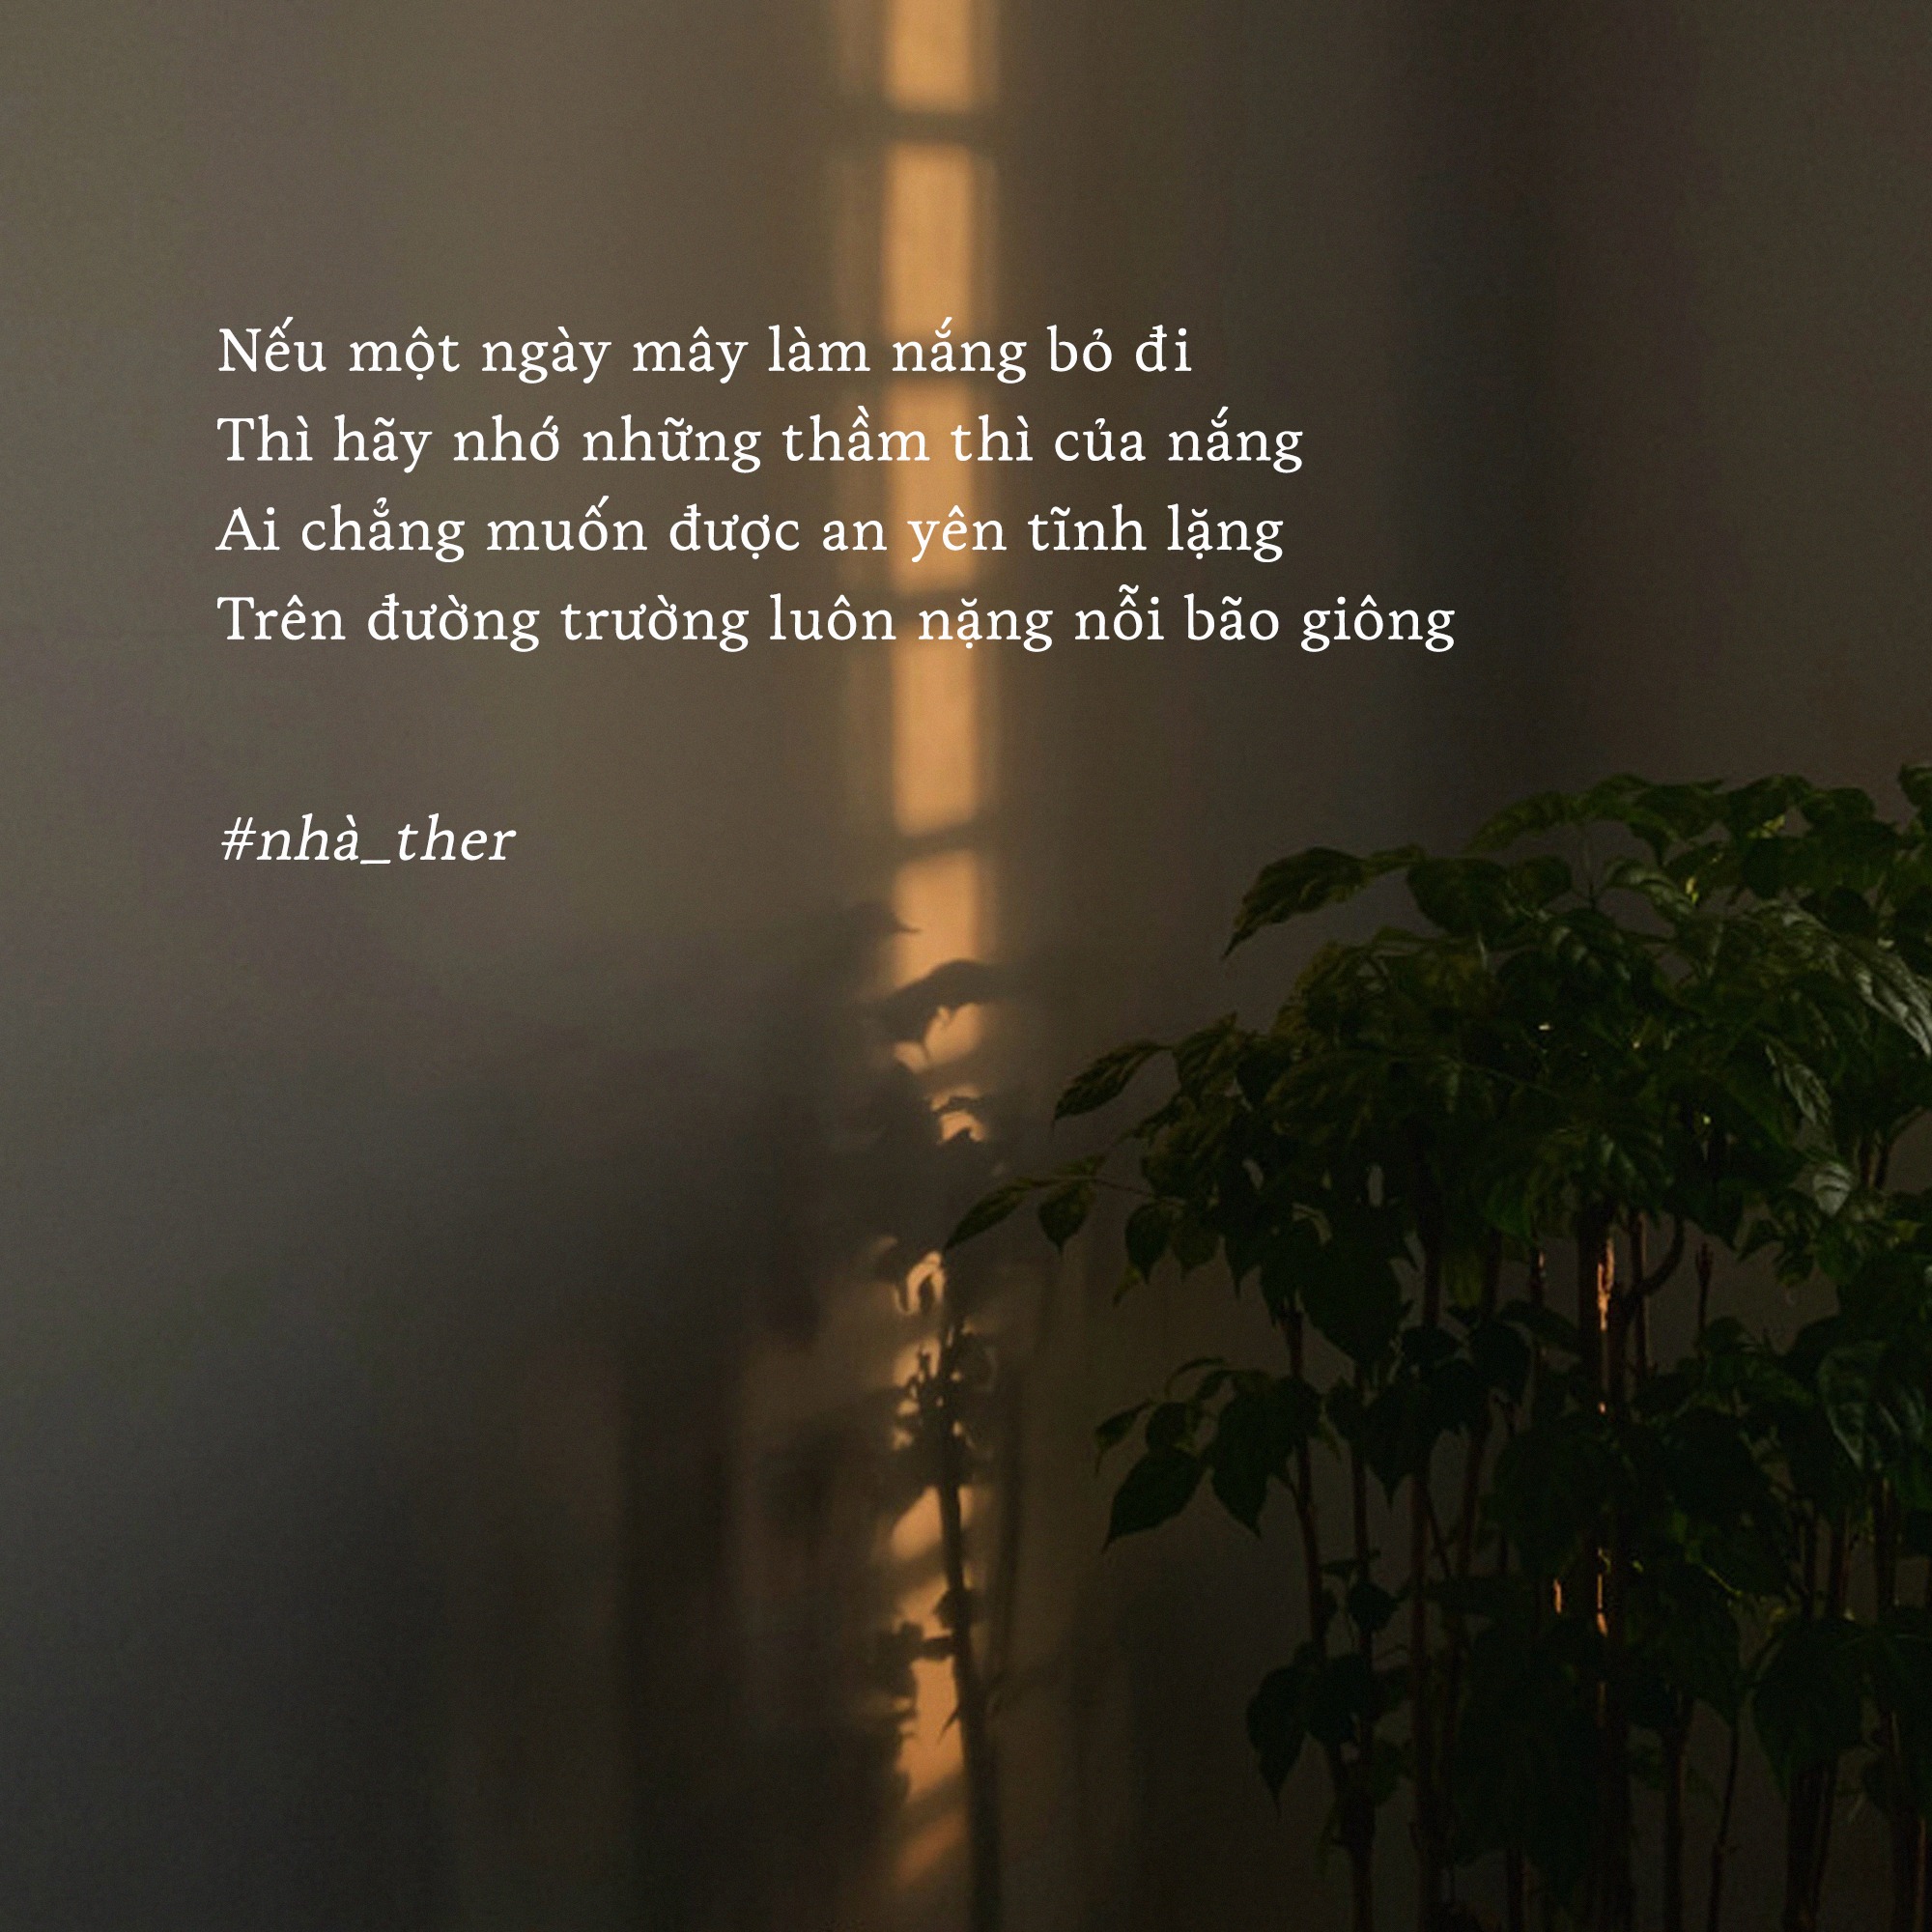 Nếu một ngày mây làm nắng bỏ đi
Thì hãy nhớ những thầm thì của nắng
Ai chẳng muốn được an yên tĩnh lặng
Trên đường trường luôn nặng nỗi bão giông
#nhà_ther